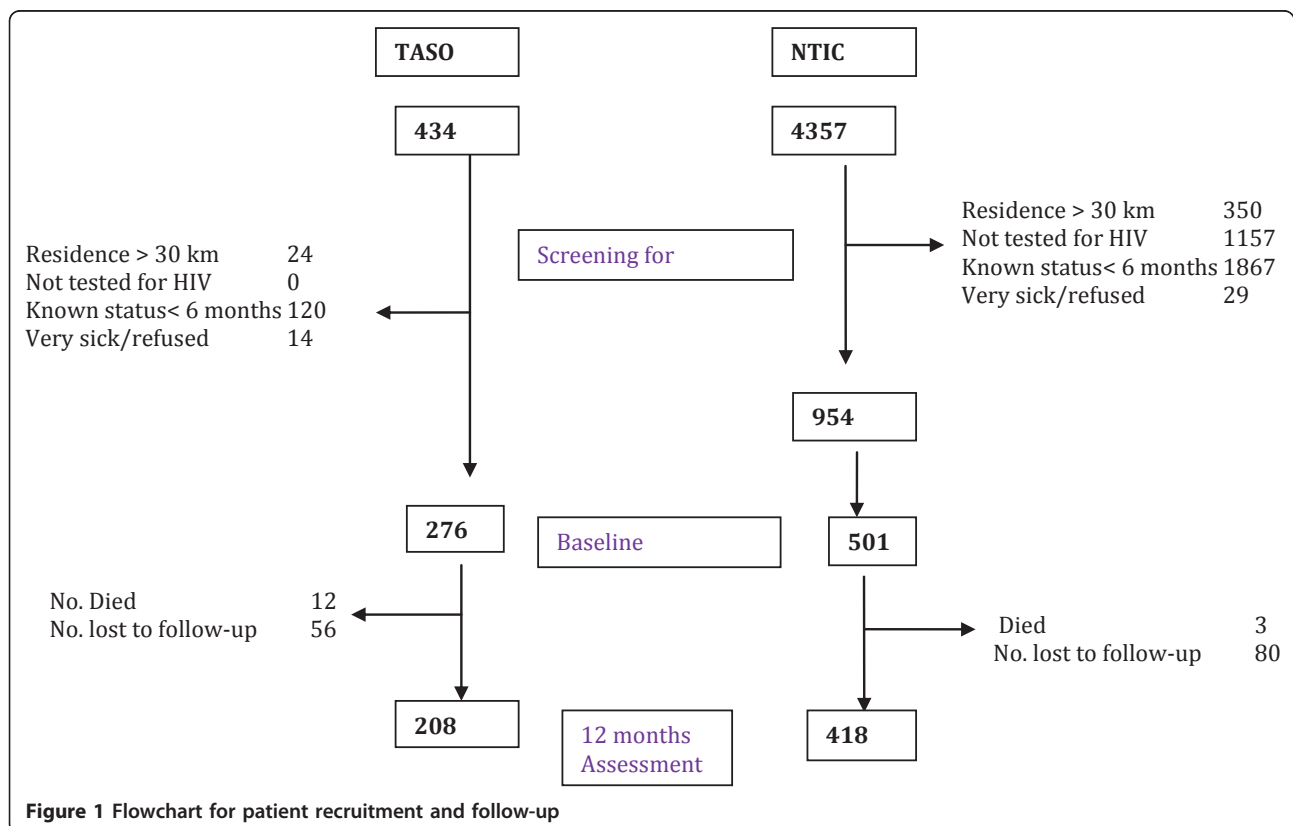 TASO
NTIC
434
4357
Residence > 30 km 24
Not tested for HIV 0
Known status< 6 months 120
Very sick/refused 14
Screening for
Residence > 30 km 350
Not tested for HIV 1157
Known status< 6 months 1867
Very sick/refused 29
954
276
Baseline
501
No. Died 12
No. lost to follow-up 56
Died 3
No. lost to follow-up 80
208
12 months
Assessment
418
Figure 1 Flowchart for patient recruitment and follow-up